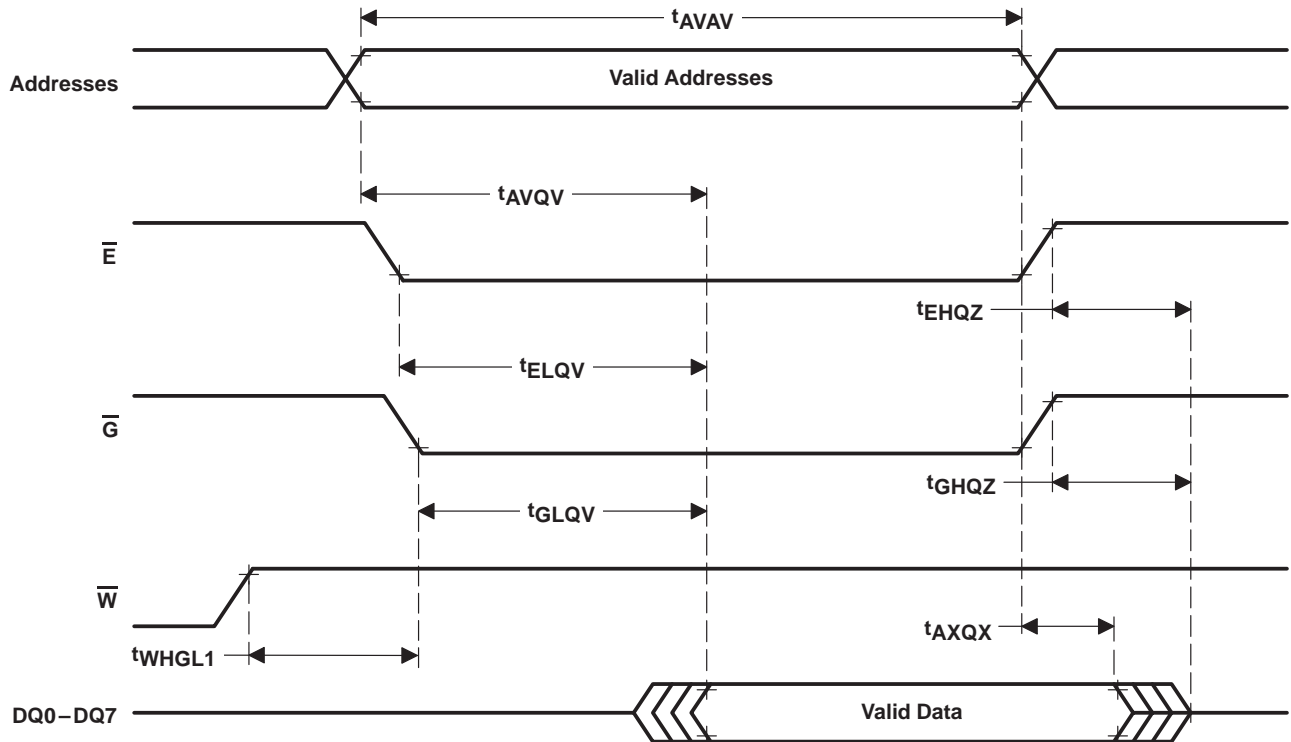 tAVAV
Addresses
Valid Addresses
tAVQV
E̅
tEHQZ
tELQV
G̅
tGHQZ
tGLQV
W̅
tAXQX
tWHGL1
DQ0–DQ7
Valid Data